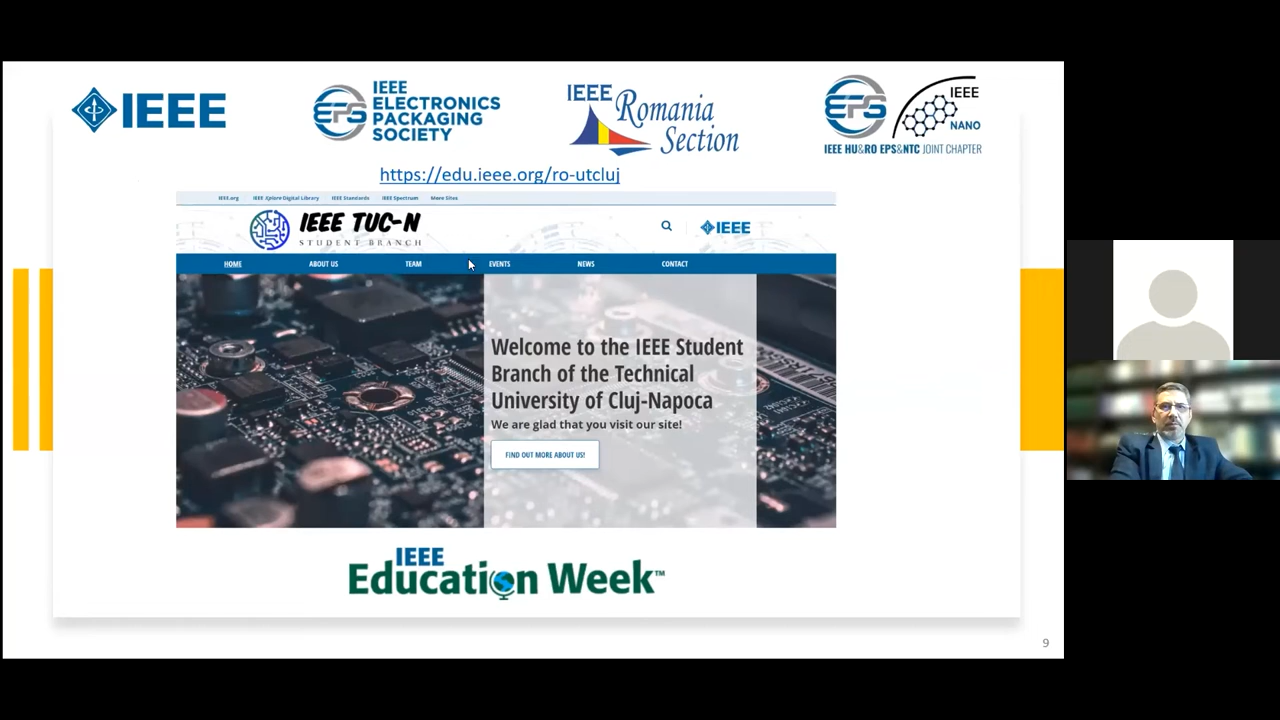 IEEE
IEEE
ELECTRONICS
PACKAGING
SOCIETY
EPS
IEEE Romania
Section
EPS
IEEE
NANO
IEEE HU&RO EPS&NTC JOINT CHAPTER
https://edu.ieee.org/ro-utcluj
IEEE.org IEEE Xplore Digital Library IEEE Standards IEEE Spectrum More Sites
IEEE TUC-N
STUDENT BRANCH
IEEE
HOME ABOUT US TEAM EVENTS NEWS CONTACT
Welcome to the IEEE Student
Branch of the Technical
University of Cluj-Napoca
We are glad that you visit our site!
FIND OUT MORE ABOUT US!
IEEE
Education Week™
9